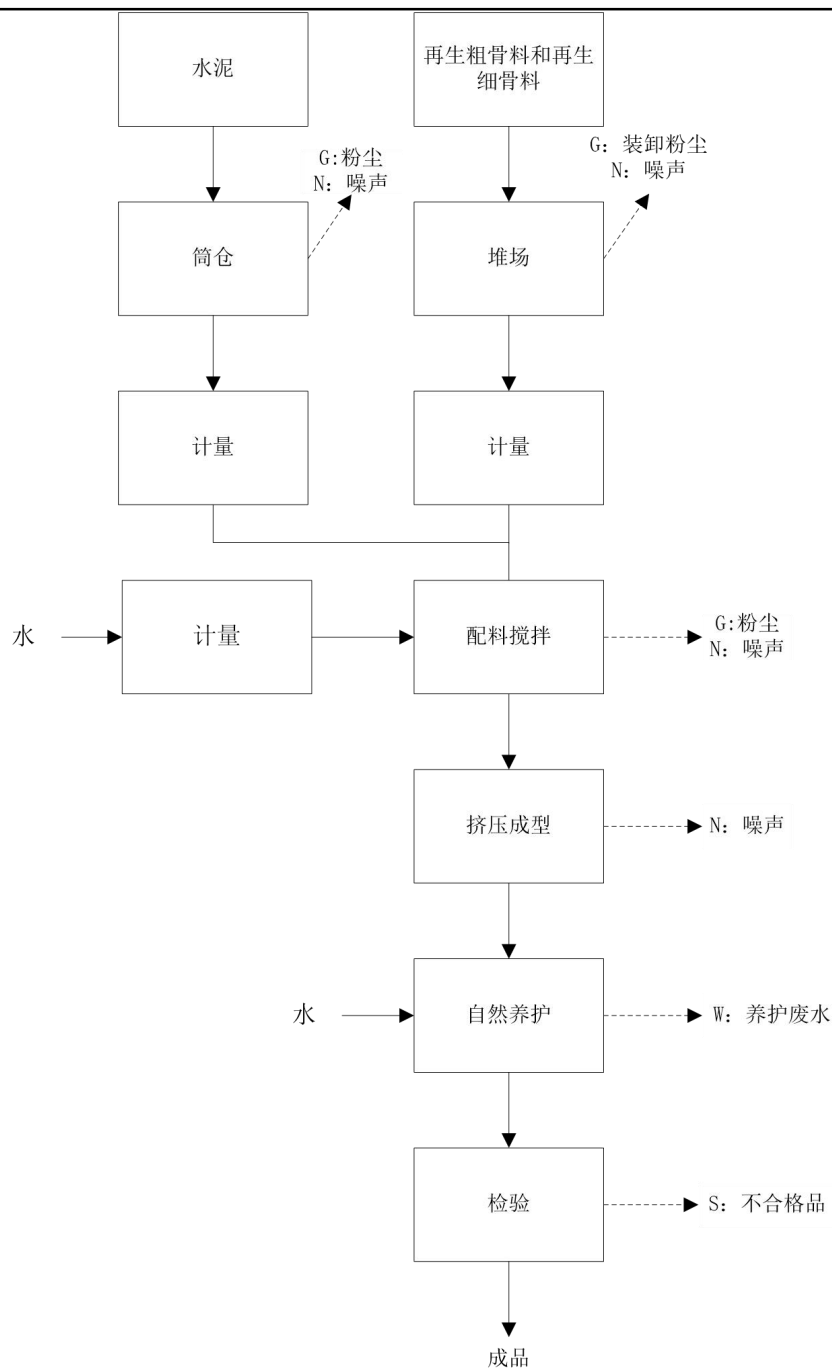 水泥
再生粗骨料和再生
细骨料
G:粉尘
N: 噪声
G: 装卸粉尘
N: 噪声
筒仓
堆场
计量
计量
水
计量
配料搅拌
G:粉尘
N: 噪声
挤压成型
N: 噪声
水
自然养护
W: 养护废水
检验
S: 不合格品
成品